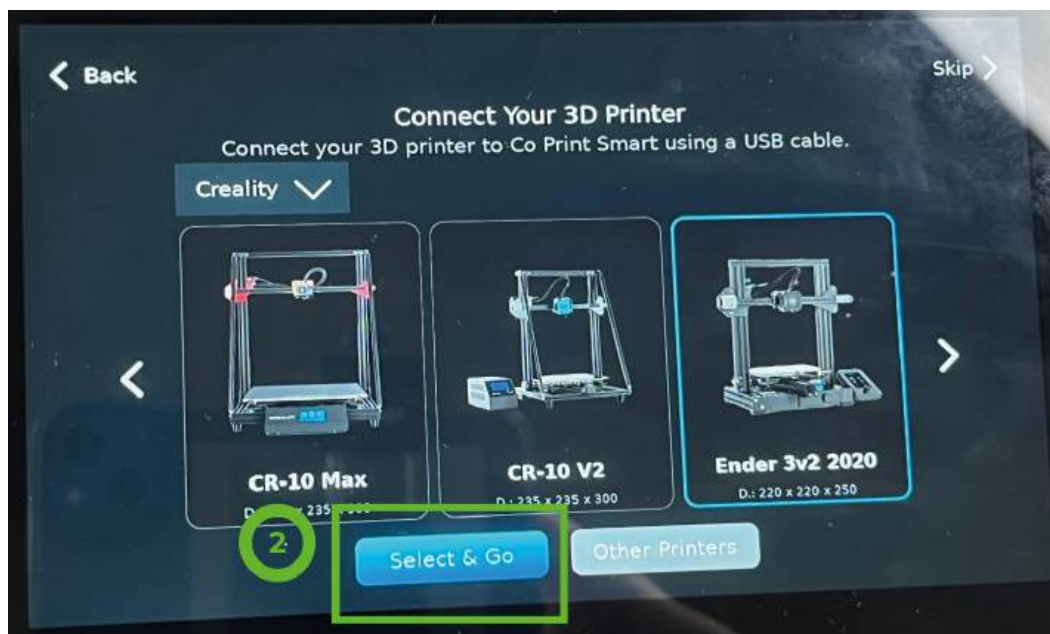 Back
Skip
Connect Your 3D Printer
Connect your 3D printer to Co Print Smart using a USB cable.
Creality
CR-10 Max
CR-10 V2
Ender 3v2 2020
235
D.: 235 x 235 x 300
D.: 220 x 220 x 250
2
Select & Go
Other Printers